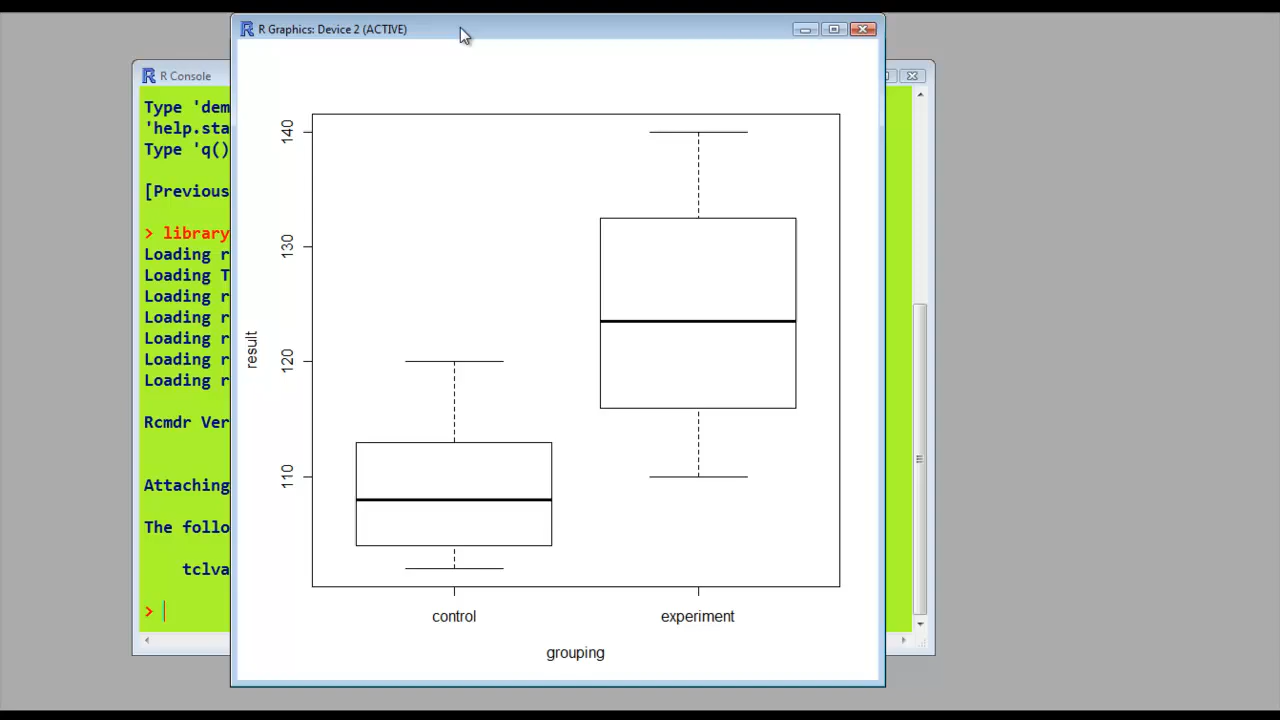 R Graphics: Device 2 (ACTIVE)
R Console
Type 'dem
'help.sta
Type 'q()
[Previous
> library
Loading r
Loading T
Loading r
Loading r
Loading r
Loading r
Loading r
Rcmdr Ver
Attaching
The follo
tclva
>
140
130
120
110
result
control experiment
grouping